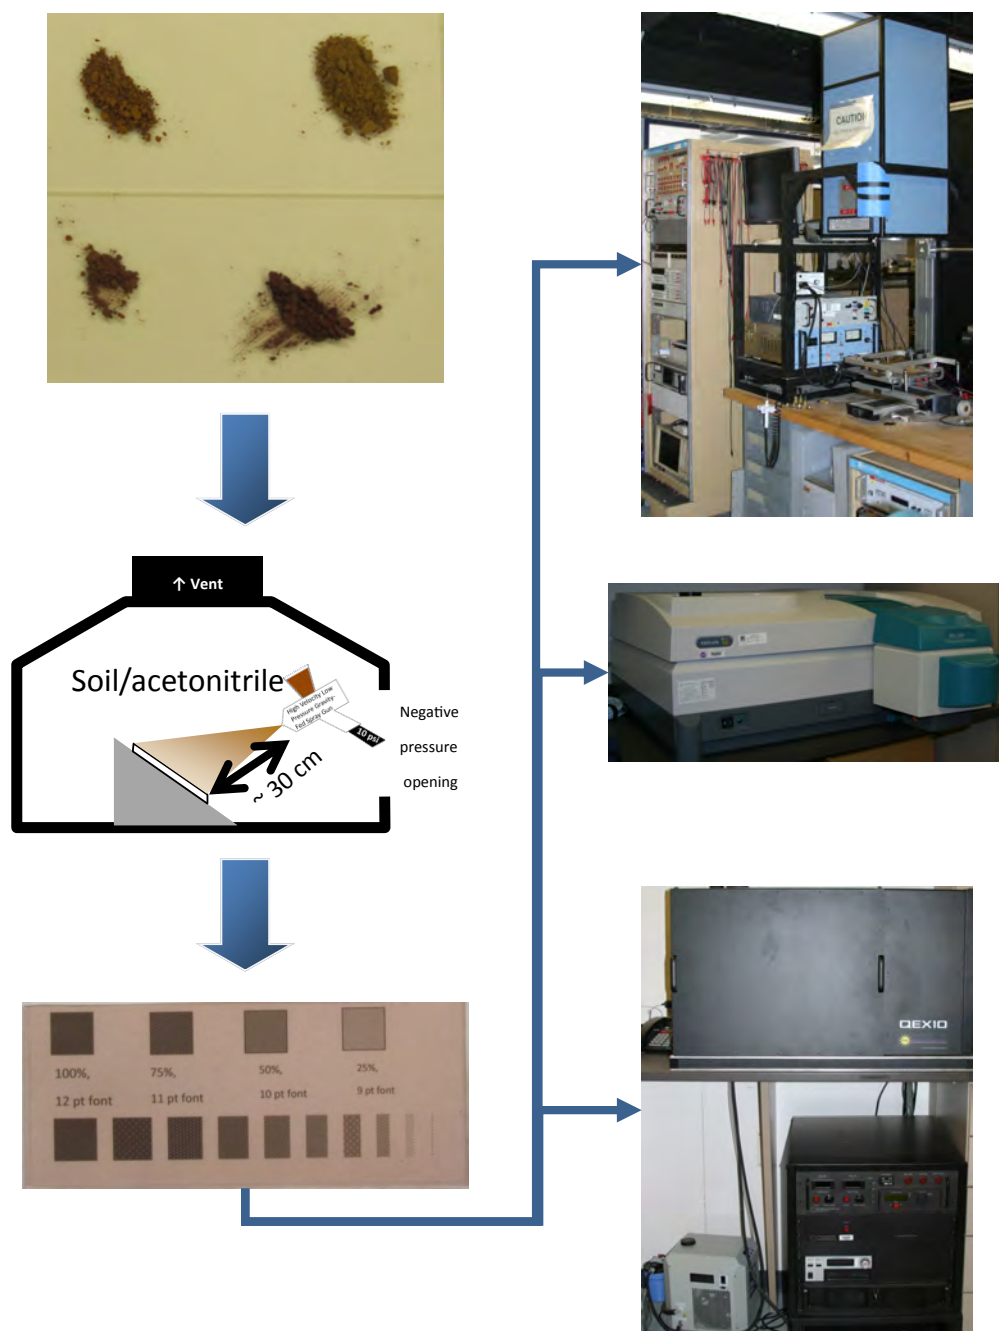 CAUTION
↑ Vent
Soil/acetonitrile
High Velocity Low
Pressure Gravity-
Fed Spray Gun
10 psi
~ 30 cm
Negative
pressure
opening
100%,
75%,
50%,
25%,
12 pt font
11 pt font
10 pt font
9 pt font
QEXIO